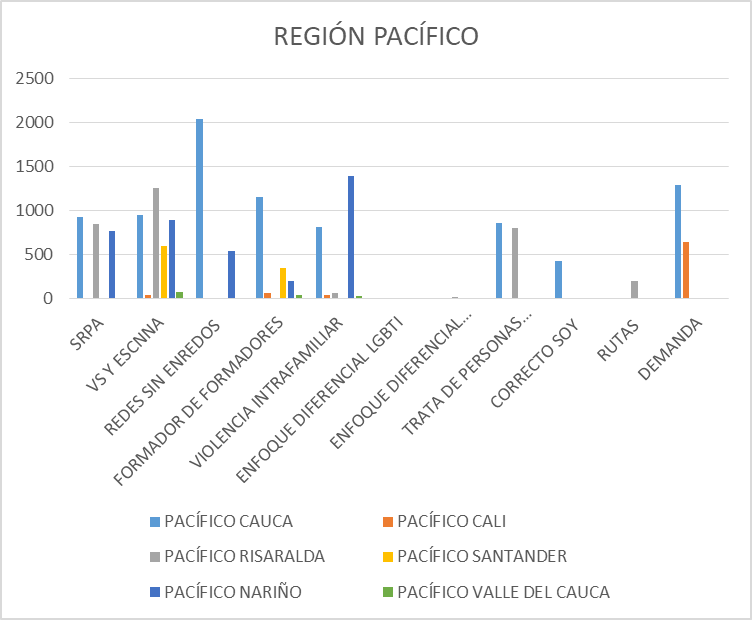 REGIÓN PACÍFICO
2500
2000
1500
1000
500
0
SRPA
VS Y ESCNNA
REDES SIN ENREDOS
FORMADOR DE FORMADORES
VIOLENCIA INTRAFAMILIAR
ENFOQUE DIFERENCIAL LGBTI
ENFOQUE DIFERENCIAL...
TRATA DE PERSONAS...
CORRECTO SOY
RUTAS
DEMANDA
PACÍFICO CAUCA
PACÍFICO CALI
PACÍFICO RISARALDA
PACÍFICO SANTANDER
PACÍFICO NARIÑO
PACÍFICO VALLE DEL CAUCA